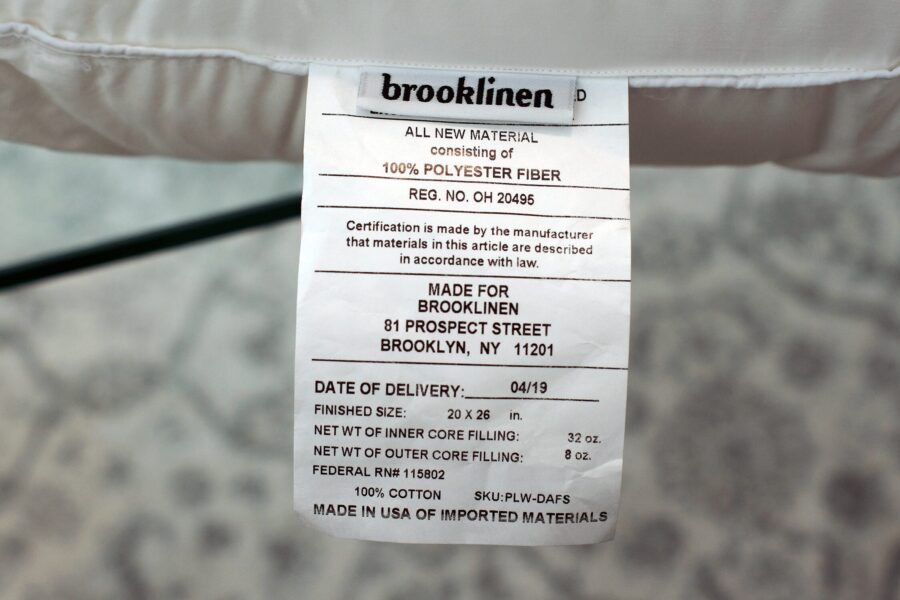 brooklinen
ALL NEW MATERIAL
consisting of
100% POLYESTER FIBER
REG. NO. OH 20495
Certification is made by the manufacturer
that materials in this article are described
in accordance with law.
MADE FOR
BROOKLINEN
81 PROSPECT STREET
BROOKLYN, NY 11201
DATE OF DELIVERY: 04/19
FINISHED SIZE: 20 X 26 in.
NET WT OF INNER CORE FILLING: 32 oz.
NET WT OF OUTER CORE FILLING: 8 oz.
FEDERAL RN# 115802
100% COTTON SKU:PLW-DAFS
MADE IN USA OF IMPORTED MATERIALS